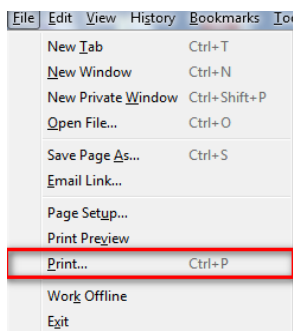 File Edit View History Bookmarks
New Tab Ctrl+T
New Window Ctrl+N
New Private Window Ctrl+Shift+P
Open File... Ctrl+O
Save Page As... Ctrl+S
Email Link...
Page Setup...
Print Preview
Print... Ctrl+P
Work Offline
Exit